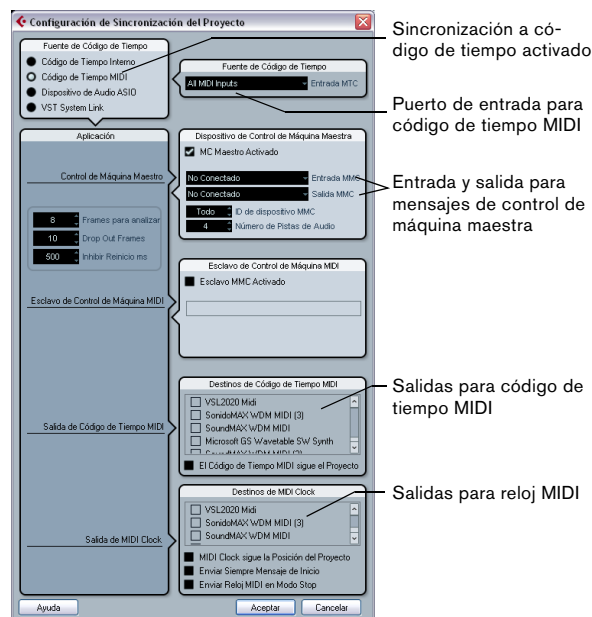 Configuración de Sincronización del Proyecto
Fuente de Código de Tiempo
Código de Tiempo Interno
Código de Tiempo MIDI
Dispositivo de Audio ASIO
VST System Link
Fuente de Código de Tiempo
All MIDI Inputs
Entrada MTC
Aplicación
Control de Máquina Maestro
8
Frames para analizar
10
Drop Out Frames
500
Inhibir Reinicio ms
Esclavo de Control de Máquina MIDI
Salida de Código de Tiempo MIDI
Salida de MIDI Clock
Dispositivo de Control de Máquina Maestra
MC Maestro Activado
No Conectado
Entrada MMC
No Conectado
Salida MMC
Todo
ID de dispositivo MMC
4
Número de Pistas de Audio
Esclavo de Control de Máquina MIDI
Esclavo MMC Activado
Destinos de Código de Tiempo MIDI
VSL2020 Midi
SonidoMAX WDM MIDI (3)
SoundMAX WDM MIDI
Microsoft GS Wavetable SW Synth
SoundMAX WDM MIDI (2)
El Código de Tiempo MIDI sigue el Proyecto
Destinos de MIDI Clock
VSL2020 Midi
SonidoMAX WDM MIDI (3)
SoundMAX WDM MIDI
MIDI Clock sigue la Posición del Proyecto
Enviar Siempre Mensaje de Inicio
Enviar Reloj MIDI en Modo Stop
Ayuda
Aceptar
Cancelar
Sincronización a có-
digo de tiempo activado
Puerto de entrada para
código de tiempo MIDI
Entrada y salida para
mensajes de control de
máquina maestra
Salidas para código de
tiempo MIDI
Salidas para reloj MIDI